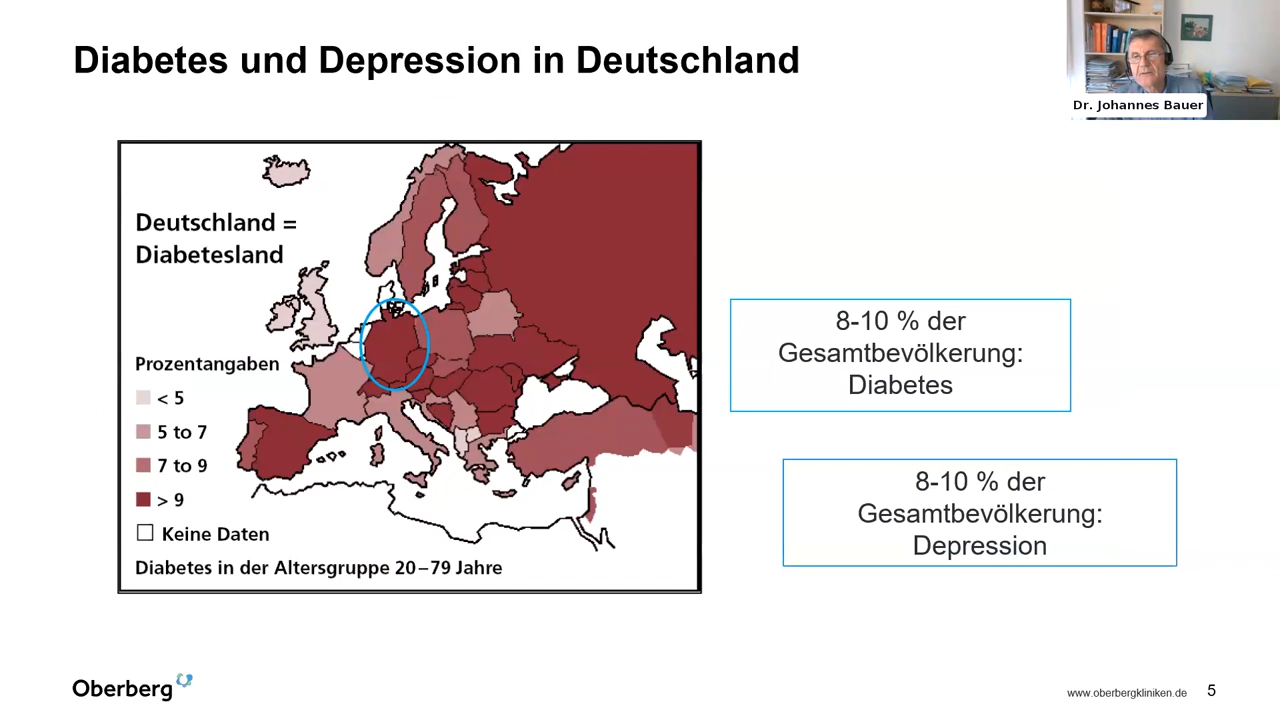 Diabetes und Depression in Deutschland
Dr. Johannes Bauer
Deutschland =
Diabetesland
Prozentangaben
< 5
5 to 7
7 to 9
> 9
Keine Daten
Diabetes in der Altersgruppe 20–79 Jahre
8-10 % der
Gesamtbevölkerung:
Diabetes
8-10 % der
Gesamtbevölkerung:
Depression
Oberberg
www.oberbergkliniken.de
5